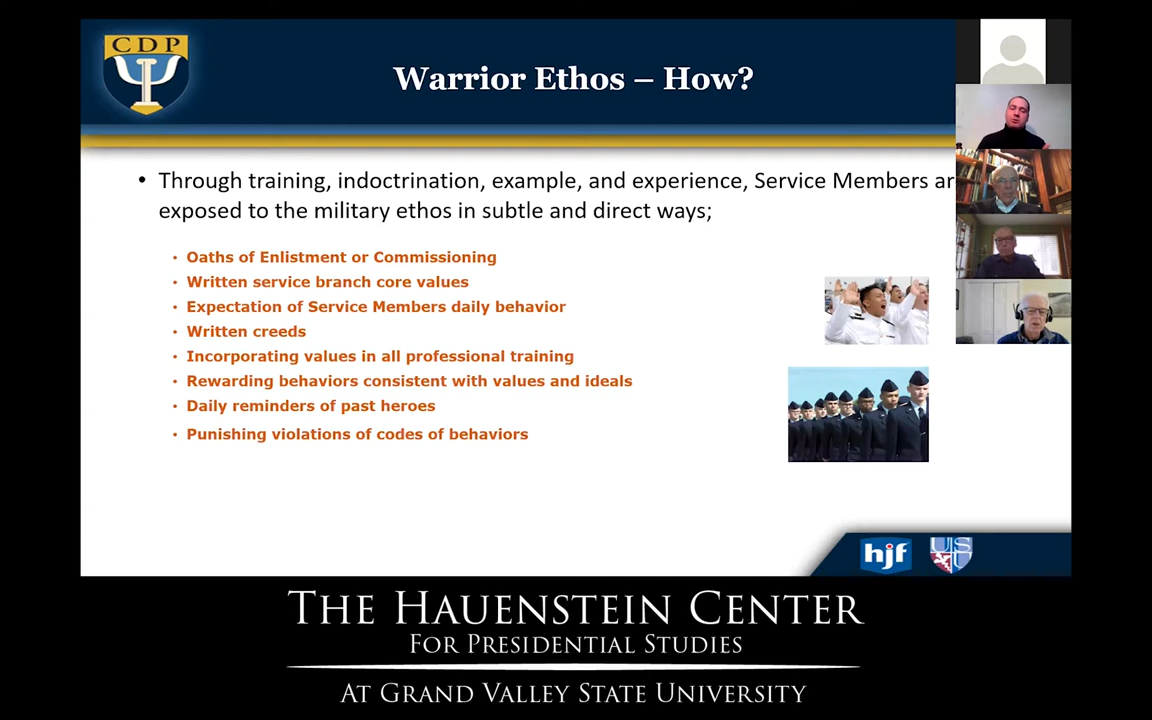 CDP
Warrior Ethos – How?
• Through training, indoctrination, example, and experience, Service Members
exposed to the military ethos in subtle and direct ways;
• Oaths of Enlistment or Commissioning
• Written service branch core values
• Expectation of Service Members daily behavior
• Written creeds
• Incorporating values in all professional training
• Rewarding behaviors consistent with values and ideals
• Daily reminders of past heroes
• Punishing violations of codes of behaviors
hjf
US
U
The Hauenstein Center
for Presidential Studies
At Grand Valley State University